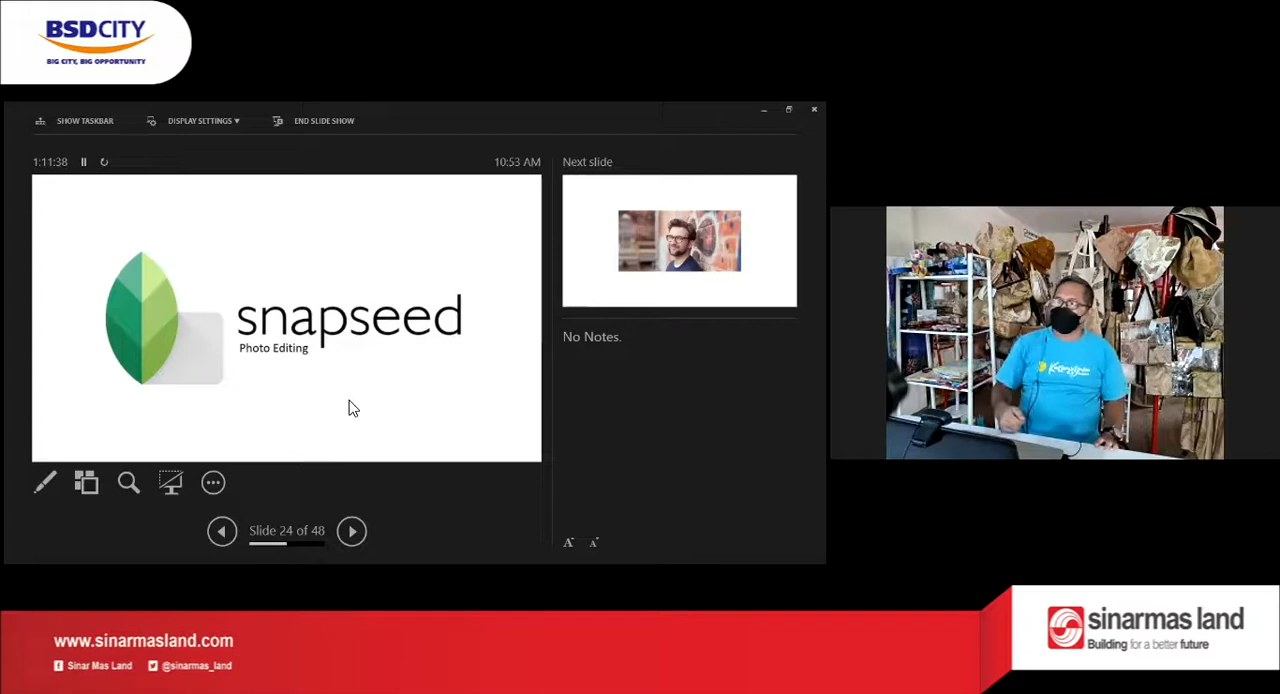 BSDCITY
BIG CITY, BIG OPPORTUNITY
SHOW TASKBAR
DISPLAY SETTINGS ▾
END SLIDE SHOW
1:11:38
10:53 AM
Next slide
snapseed
Photo Editing
No Notes.
Slide 24 of 48
A A
www.sinarmasland.com
Sinar Mas Land
@sinarmas_land
sinarmas land
Building for a better future